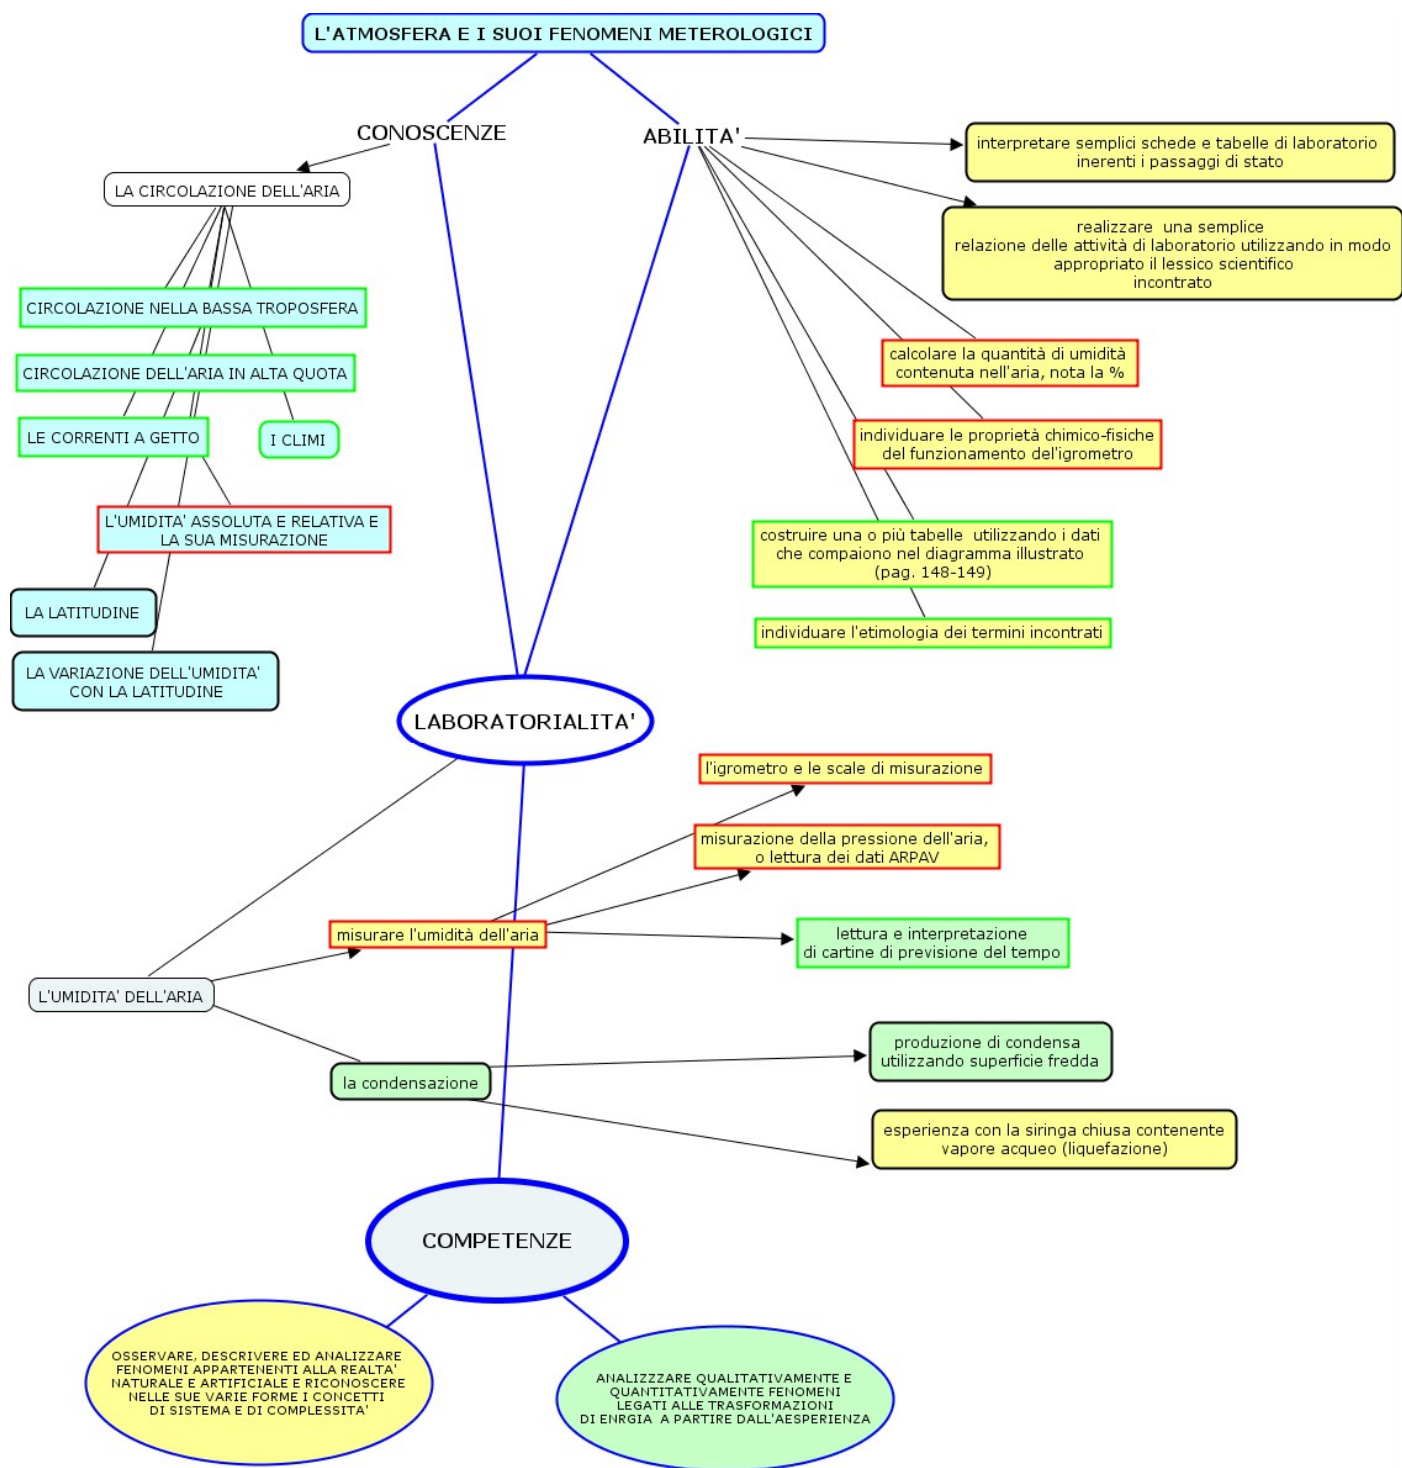 L'ATMOSFERA E I SUOI FENOMENI METEROLOGICI
CONOSCENZE
ABILITA'
LA CIRCOLAZIONE DELL'ARIA
CIRCOLAZIONE NELLA BASSA TROPOSFERA
CIRCOLAZIONE DELL'ARIA IN ALTA QUOTA
LE CORRENTI A GETTO
I CLIMI
L'UMIDITA' ASSOLUTA E RELATIVA E
LA SUA MISURAZIONE
LA LATITUDINE
LA VARIAZIONE DELL'UMIDITA'
CON LA LATITUDINE
interpretare semplici schede e tabelle di laboratorio
inerenti i passaggi di stato
realizzare una semplice
relazione delle attività di laboratorio utilizzando in modo
appropriato il lessico scientifico
incontrato
calcolare la quantità di umidità
contenuta nell'aria, nota la %
individuare le proprietà chimico-fisiche
del funzionamento del'igrometro
costruire una o più tabelle utilizzando i dati
che compaiono nel diagramma illustrato
(pag. 148-149)
individuare l'etimologia dei termini incontrati
LABORATORIALITA'
l'igrometro e le scale di misurazione
misurazione della pressione dell'aria,
o lettura dei dati ARPAV
misurare l'umidità dell'aria
lettura e interpretazione
di cartine di previsione del tempo
L'UMIDITA' DELL'ARIA
produzione di condensa
utilizzando superficie fredda
la condensazione
esperienza con la siringa chiusa contenente
vapore acqueo (liquefazione)
COMPETENZE
OSSERVARE, DESCRIVERE ED ANALIZZARE
FENOMENI APPARTENENTI ALLA REALTA'
NATURALE E ARTIFICIALE E RICONOSCERE
NELLE SUE VARIE FORME I CONCETTI
DI SISTEMA E DI COMPLESSITA'
ANALIZZZARE QUALITATIVAMENTE E
QUANTITATIVAMENTE FENOMENI
LEGATI ALLE TRASFORMAZIONI
DI ENRGIA A PARTIRE DALL'AESPERIENZA